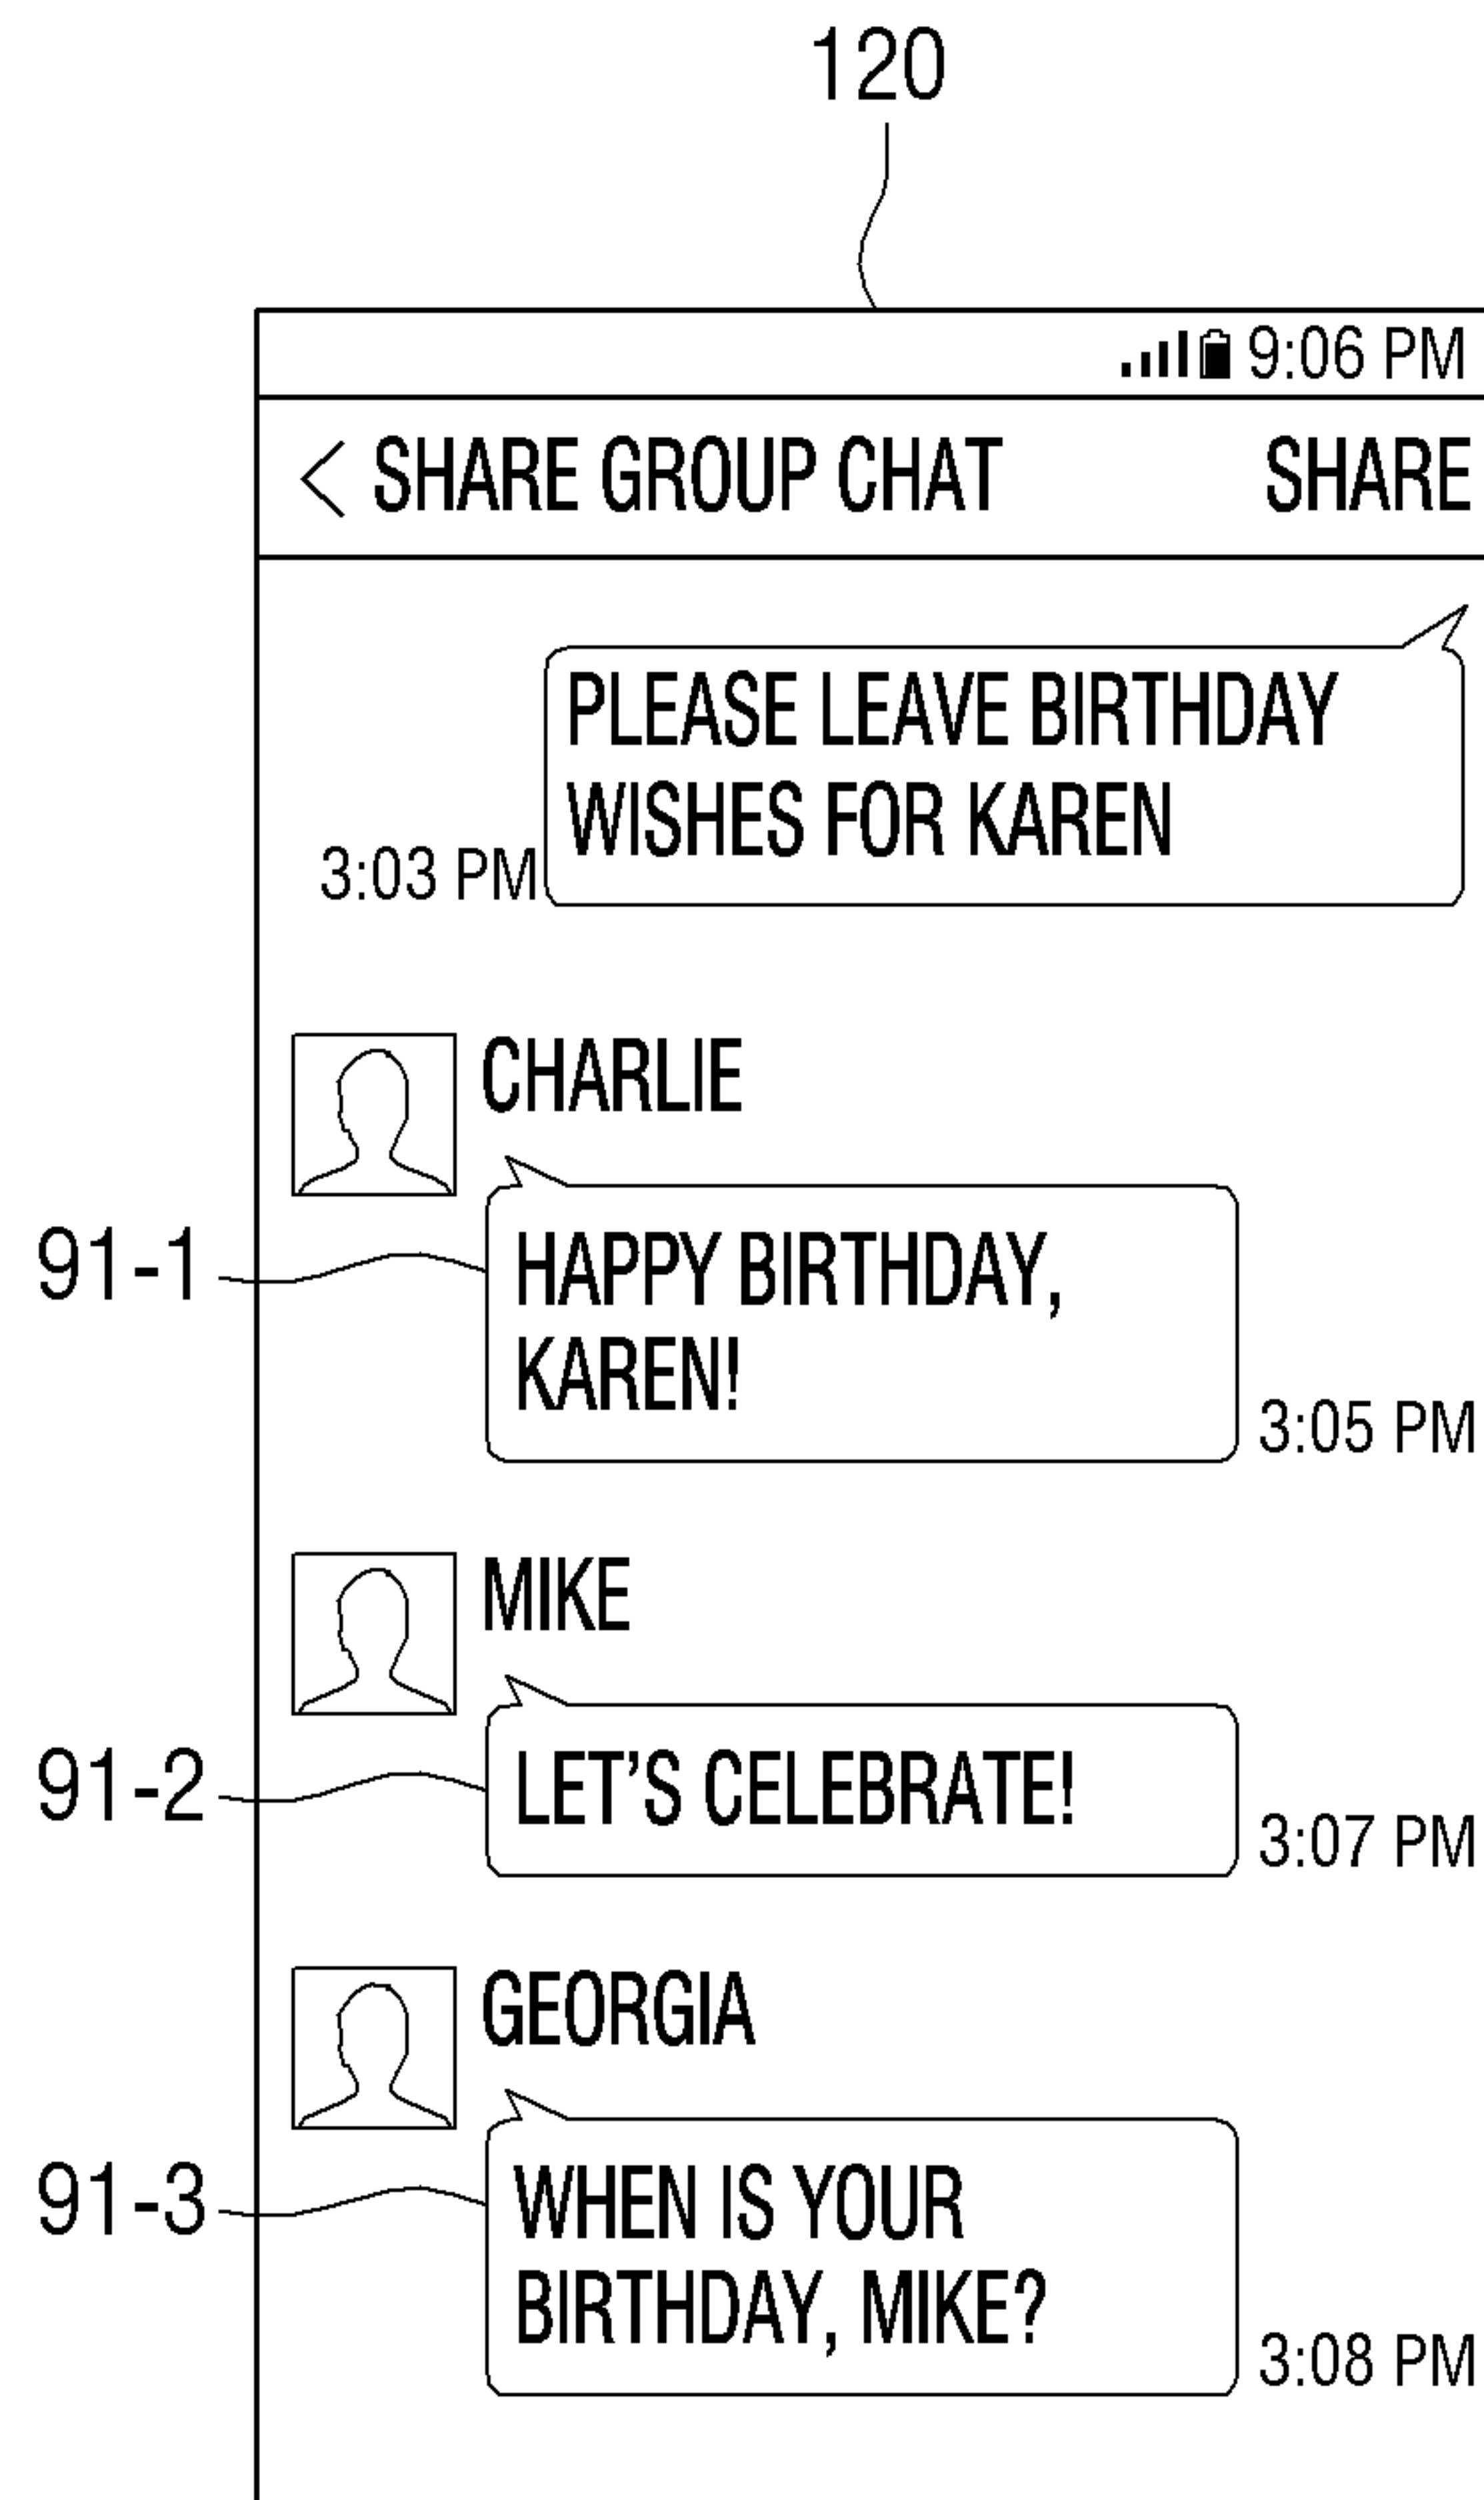 120
9:06 PM
< SHARE GROUP CHAT SHARE
PLEASE LEAVE BIRTHDAY
WISHES FOR KAREN
3:03 PM
CHARLIE
91-1
HAPPY BIRTHDAY,
KAREN!
3:05 PM
MIKE
91-2
LET'S CELEBRATE!
3:07 PM
GEORGIA
91-3
WHEN IS YOUR
BIRTHDAY, MIKE?
3:08 PM